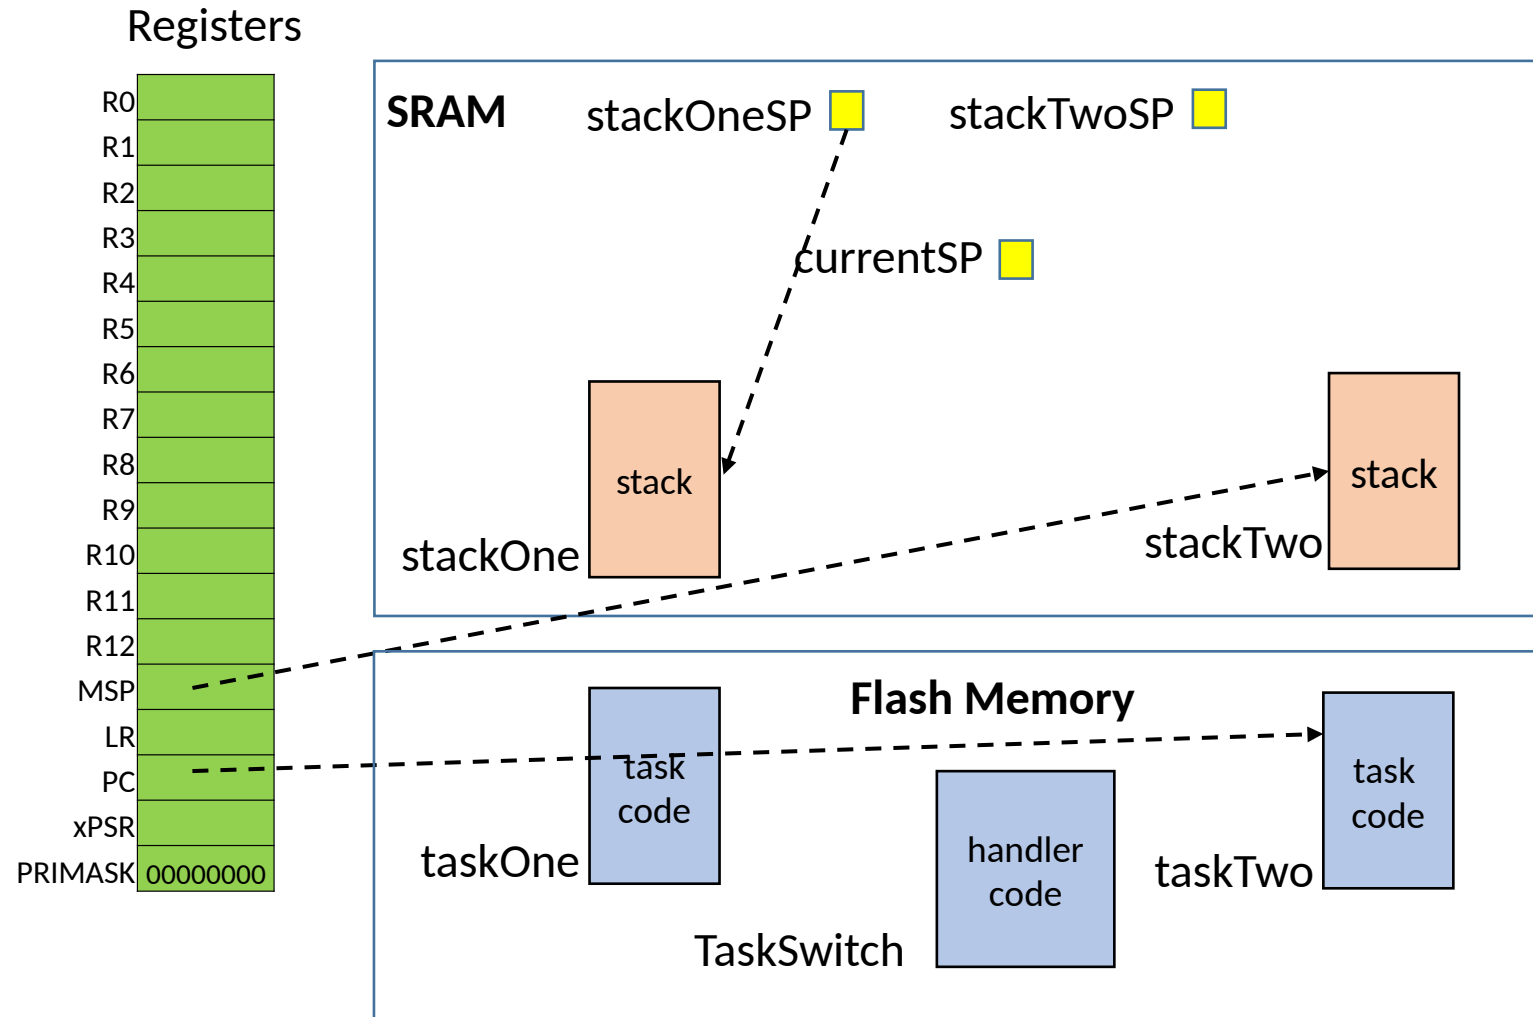 Registers
R0
R1
R2
R3
R4
R5
R6
R7
R8
R9
R10
R11
R12
MSP
LR
PC
xPSR
PRIMASK 00000000
SRAM
stackOneSP
stackTwoSP
currentSP
stack
stackOne
stack
stackTwo
Flash Memory
task
code
taskOne
handler
code
TaskSwitch
task
code
taskTwo